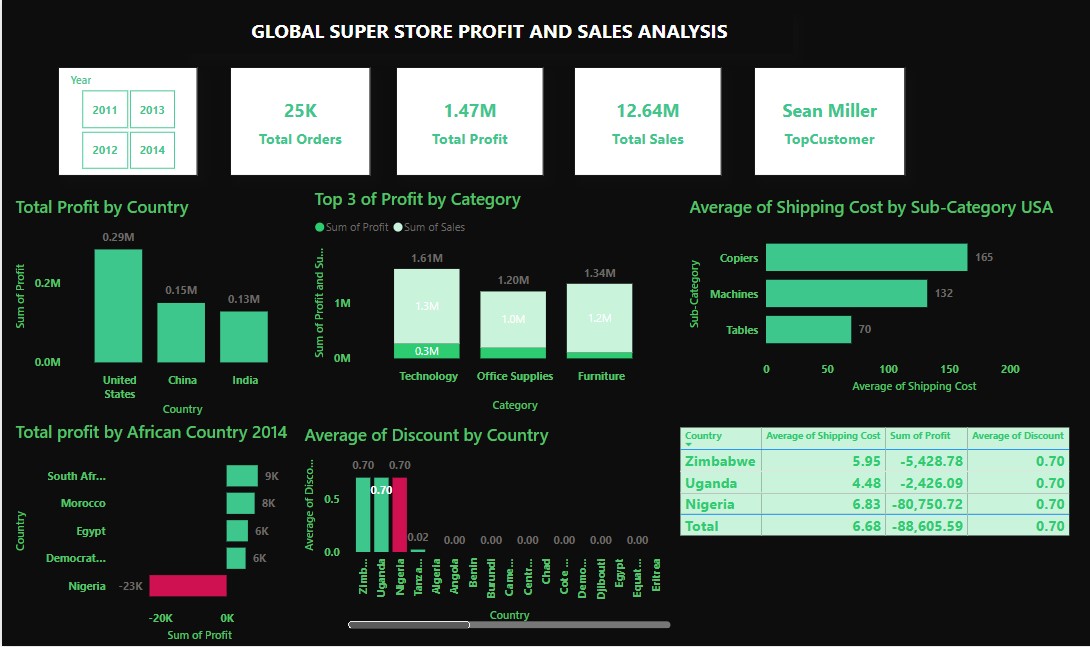 GLOBAL SUPER STORE PROFIT AND SALES ANALYSIS
Year
2011 2013
2012 2014
25K
Total Orders
1.47M
Total Profit
12.64M
Total Sales
Sean Miller
TopCustomer
Total Profit by Country
Sum of Profit
0.2M
0.0M
0.29M
0.15M
0.13M
United States
China
India
Country
Top 3 of Profit by Category
Sum of Profit Sum of Sales
Sum of Profit and Su...
1M
0M
1.61M
1.3M
0.3M
1.20M
1.0M
1.34M
1.2M
Technology
Office Supplies
Furniture
Category
Average of Shipping Cost by Sub-Category USA
Sub-Category
Copiers 165
Machines 132
Tables 70
0 50 100 150 200
Average of Shipping Cost
Total profit by African Country 2014
Country
South Afr... 9K
Morocco 8K
Egypt 6K
Democrat... 6K
Nigeria -23K
-20K 0K
Sum of Profit
Average of Discount by Country
Average of Disco...
0.5
0.0
0.70 0.70 0.70 0.02 0.00 0.00 0.00 0.00 0.00 0.00
Zimb...
Uganda
Nigeria
Tanza...
Algeria
Angola
Benin
Burundi
Came...
Centr...
Chad
Cote ...
Demo...
Djibouti
Egypt
Equat...
Eritrea
Country
Country Average of Shipping Cost Sum of Profit Average of Discount
Zimbabwe 5.95 -5,428.78 0.70
Uganda 4.48 -2,426.09 0.70
Nigeria 6.83 -80,750.72 0.70
Total 6.68 -88,605.59 0.70